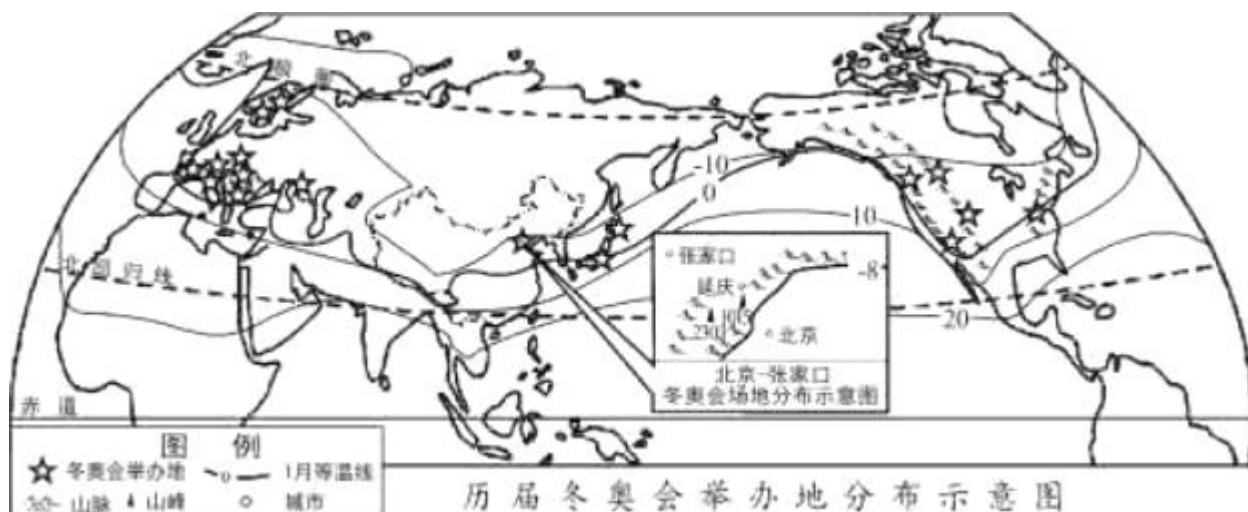 北极圈
-10
0
10
20
北回归线
赤道
张家口
延庆
-8
北京
北京-张家口
冬奥会场地分布示意图
图 例
冬奥会举办地
0
1月等温线
山脉
山峰
城市
历届冬奥会举办地分布示意图